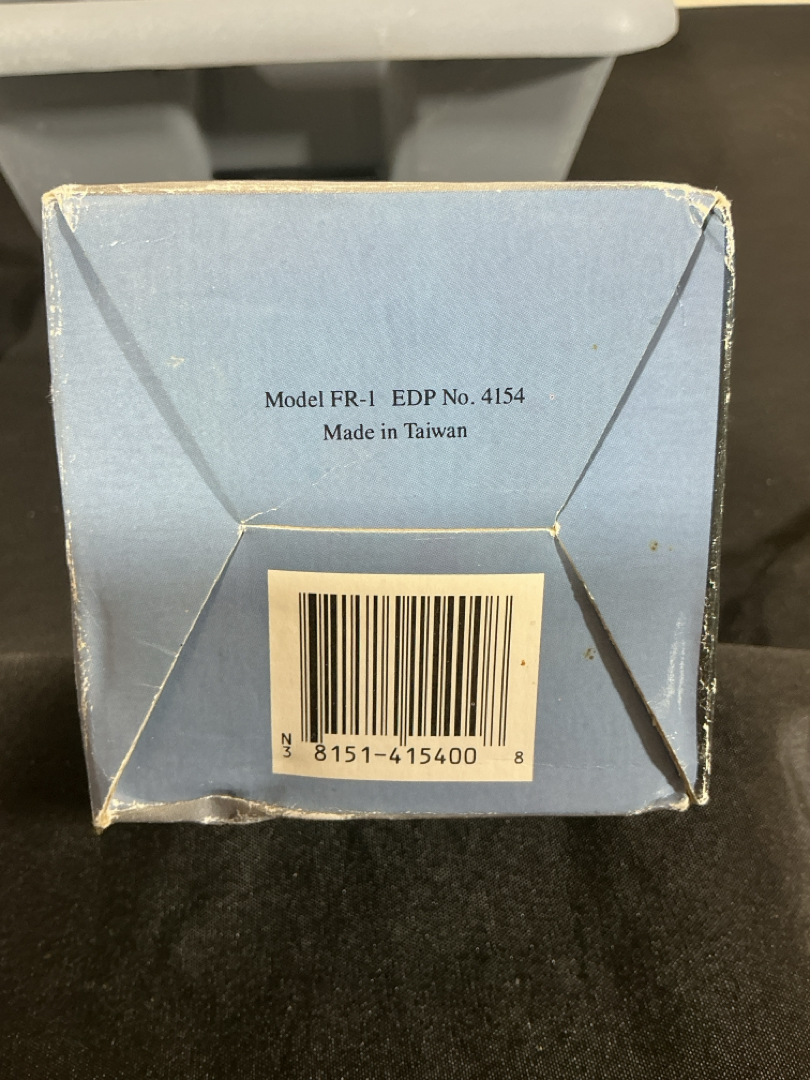 Model FR-1 EDP No. 4154
Made in Taiwan
N
3 8151-415400 8